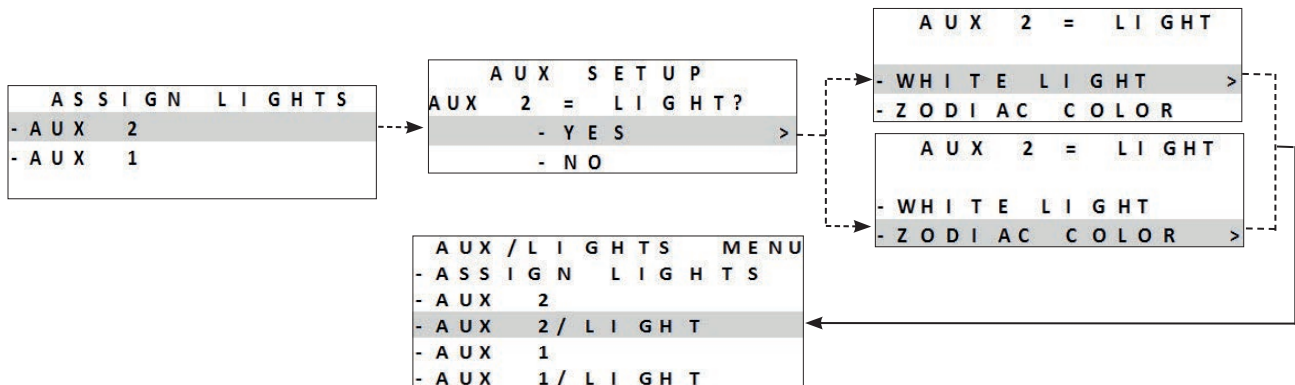 ASSIGN LIGHTS
- AUX 2
- AUX 1
AUX SETUP
AUX 2 = LIGHT?
- YES >
- NO
AUX 2 = LIGHT
- WHITE LIGHT >
- ZODIAC COLOR
AUX 2 = LIGHT
- WHITE LIGHT
- ZODIAC COLOR >
AUX/LIGHTS MENU
- ASSIGN LIGHTS
- AUX 2
- AUX 2/LIGHT
- AUX 1
- AUX 1/LIGHT